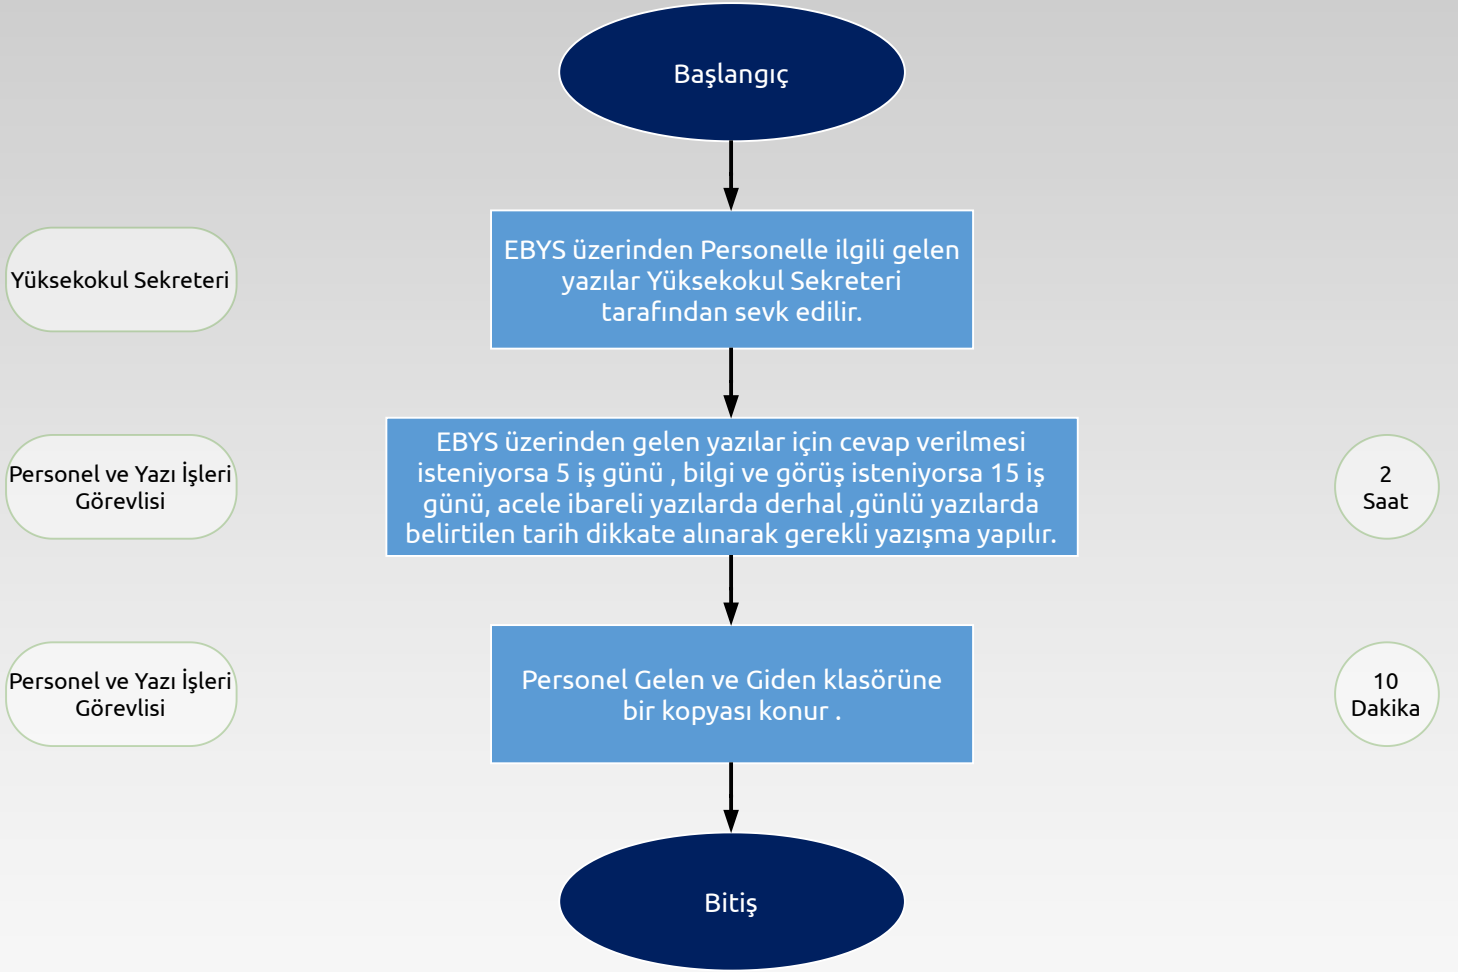 Başlangıç
Yüksekokul Sekreteri
EBYS üzerinden Personelle ilgili gelen
yazılar Yüksekokul Sekreteri
tarafından sevk edilir.
Personel ve Yazı İşleri
Görevlisi
EBYS üzerinden gelen yazılar için cevap verilmesi
isteniyorsa 5 iş günü , bilgi ve görüş isteniyorsa 15 iş
günü, acele ibareli yazılarda derhal ,günlü yazılarda
belirtilen tarih dikkate alınarak gerekli yazışma yapılır.
2
Saat
Personel ve Yazı İşleri
Görevlisi
Personel Gelen ve Giden klasörüne
bir kopyası konur .
10
Dakika
Bitiş